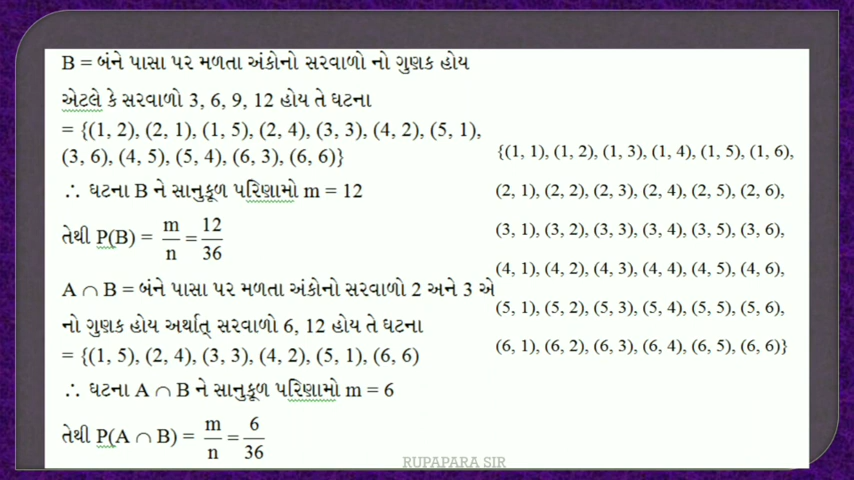 B = બંને પાસા પર મળતા અંકોનો સરવાળો નો ગુણક હોય
એટલે કે સરવાળો 3, 6, 9, 12 હોય તે ઘટના
= {(1, 2), (2, 1), (1, 5), (2, 4), (3, 3), (4, 2), (5, 1),
(3, 6), (4, 5), (5, 4), (6, 3), (6, 6)}
∴ ઘટના B ને સાનુકૂળ પરિણામો m = 12
તેથી P(B) = m/n = 12/36
A ∩ B = બંને પાસા પર મળતા અંકોનો સરવાળો 2 અને 3 એ
નો ગુણક હોય અર્થાત્ સરવાળો 6, 12 હોય તે ઘટના
= {(1, 5), (2, 4), (3, 3), (4, 2), (5, 1), (6, 6)
∴ ઘટના A ∩ B ને સાનુકૂળ પરિણામો m = 6
તેથી P(A ∩ B) = m/n = 6/36
{(1, 1), (1, 2), (1, 3), (1, 4), (1, 5), (1, 6),
(2, 1), (2, 2), (2, 3), (2, 4), (2, 5), (2, 6),
(3, 1), (3, 2), (3, 3), (3, 4), (3, 5), (3, 6),
(4, 1), (4, 2), (4, 3), (4, 4), (4, 5), (4, 6),
(5, 1), (5, 2), (5, 3), (5, 4), (5, 5), (5, 6),
(6, 1), (6, 2), (6, 3), (6, 4), (6, 5), (6, 6)}
RUPAPARA SIR